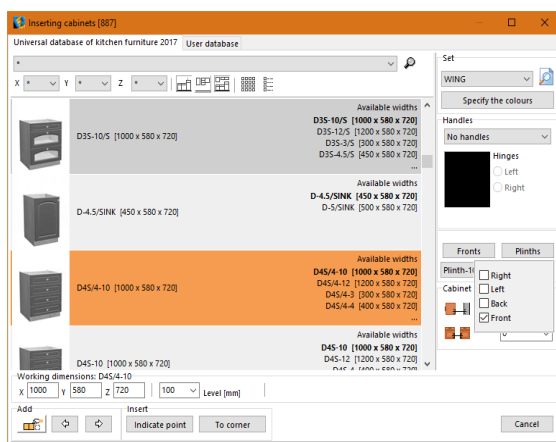 Inserting cabinets [887]
Universal database of kitchen furniture 2017 User database
*
X * Y * Z *
Available widths
D3S-10/S [1000 x 580 x 720]
D3S-12/S [1200 x 580 x 720]
D3S-10/S [1000 x 580 x 720]
D3S-3/S [300 x 580 x 720]
D3S-4.5/S [450 x 580 x 720]
...
Available widths
D-4.5/SINK [450 x 580 x 720]
D-4.5/SINK [450 x 580 x 720]
D-5/SINK [500 x 580 x 720]
Available widths
D4S/4-10 [1000 x 580 x 720]
D4S/4-10 [1000 x 580 x 720]
D4S/4-12 [1200 x 580 x 720]
D4S/4-3 [300 x 580 x 720]
D4S/4-4 [400 x 580 x 720]
...
Available widths
D4S-10 [1000 x 580 x 720]
D4S-12 [1200 x 580 x 720]
D4S-10 [1000 x 580 x 720]
Set
WING
Specify the colours
Handles
No handles
Hinges
Left
Right
Fronts Plinths
Right
Left
Back
Front
Cabinet
Working dimensions: D4S/4-10
X 1000 Y 580 Z 720 100 Level [mm]
Add
Insert
Indicate point To corner
Cancel